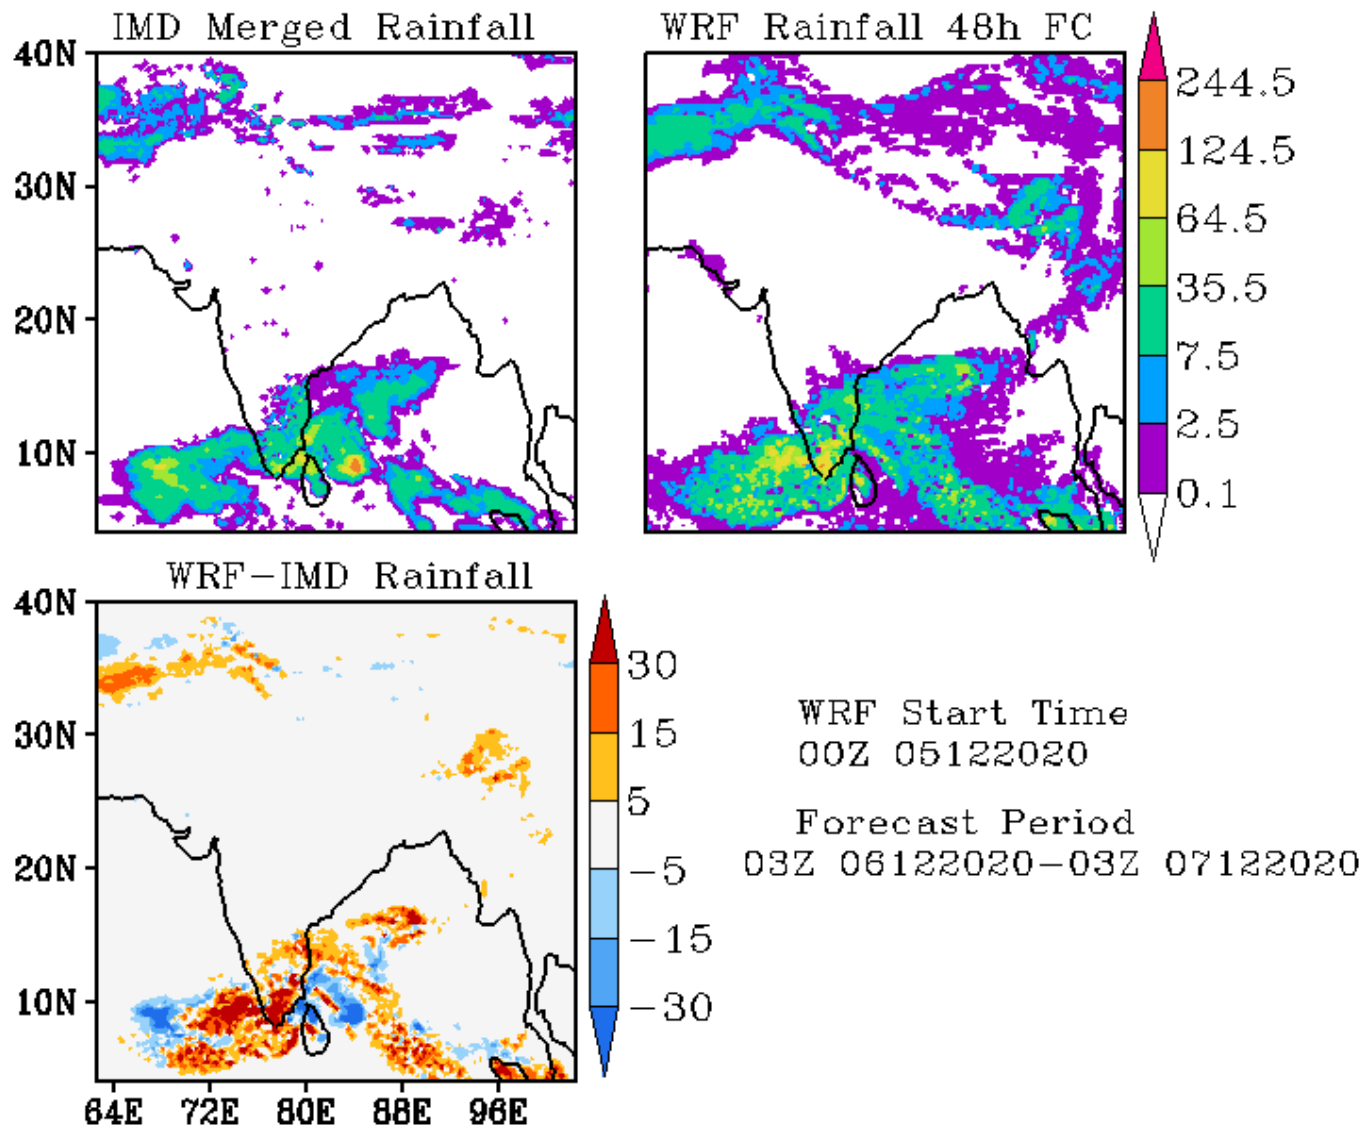 IMD Merged Rainfall
WRF Rainfall 48h FC
40N
30N
20N
10N
244.5
124.5
64.5
35.5
7.5
2.5
0.1
WRF-IMD Rainfall
40N
30N
20N
10N
64E 72E 80E 88E 96E
30
15
5
-5
-15
-30
WRF Start Time
00Z 05122020
Forecast Period
03Z 06122020-03Z 07122020